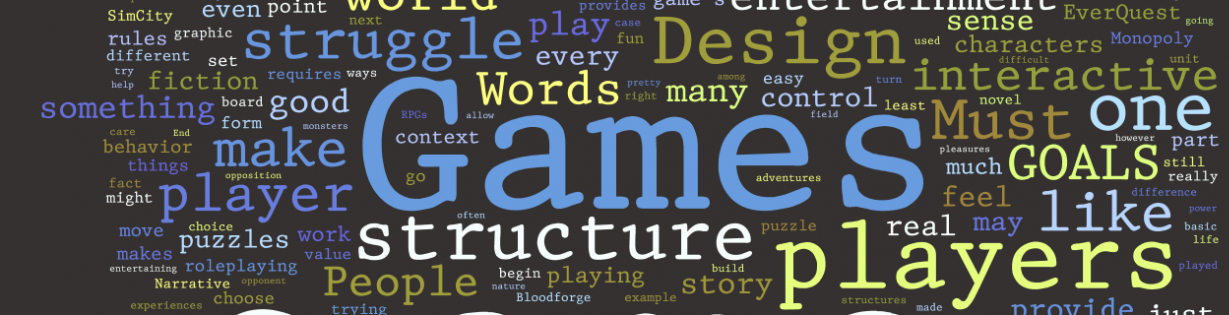 SimCity even point world provides game's entertainment EverQuest going
rules graphic next play case fun Design sense Monopoly
different set struggle every used characters
try help fiction requires ways Words pretty among many easy turn interactive difficult unit
something board good right control least novel
form monsters Games RPGs allow field Must one
care End context pleasures however part
behavior make much GOALS still
things opposition go adventures really
fact might player feel like difference
often real may power
move choice structure puzzle basic life
makes puzzles work value players
entertaining roleplaying begin playing build story played
Narrative opponent People nature
experiences choose Bloodforge example structures made
trying provide just